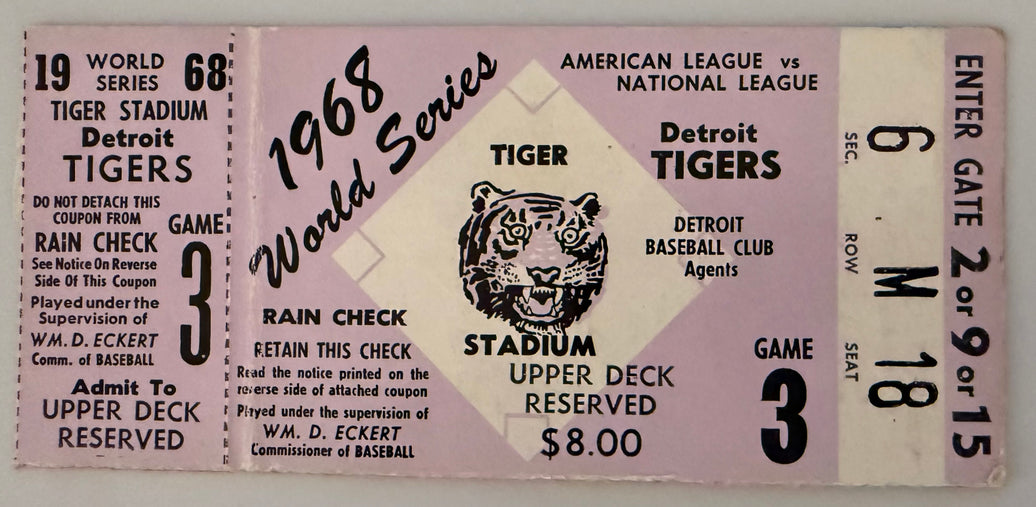 19 WORLD SERIES 68
TIGER STADIUM
Detroit
TIGERS
DO NOT DETACH THIS
COUPON FROM
RAIN CHECK
See Notice On Reverse
Side Of This Coupon
Played under the
Supervision of
WM. D. ECKERT
Comm. of BASEBALL
GAME
3
Admit To
UPPER DECK
RESERVED
1968
World Series
RAIN CHECK
RETAIN THIS CHECK
Read the notice printed on the
reverse side of attached coupon
Played under the supervision of
WM. D. ECKERT
Commissioner of BASEBALL
TIGER
STADIUM
UPPER DECK
RESERVED
$8.00
AMERICAN LEAGUE vs
NATIONAL LEAGUE
Detroit
TIGERS
DETROIT
BASEBALL CLUB
Agents
GAME
3
SEC. 6
ROW M
SEAT 18
ENTER GATE 2 or 9 or 15